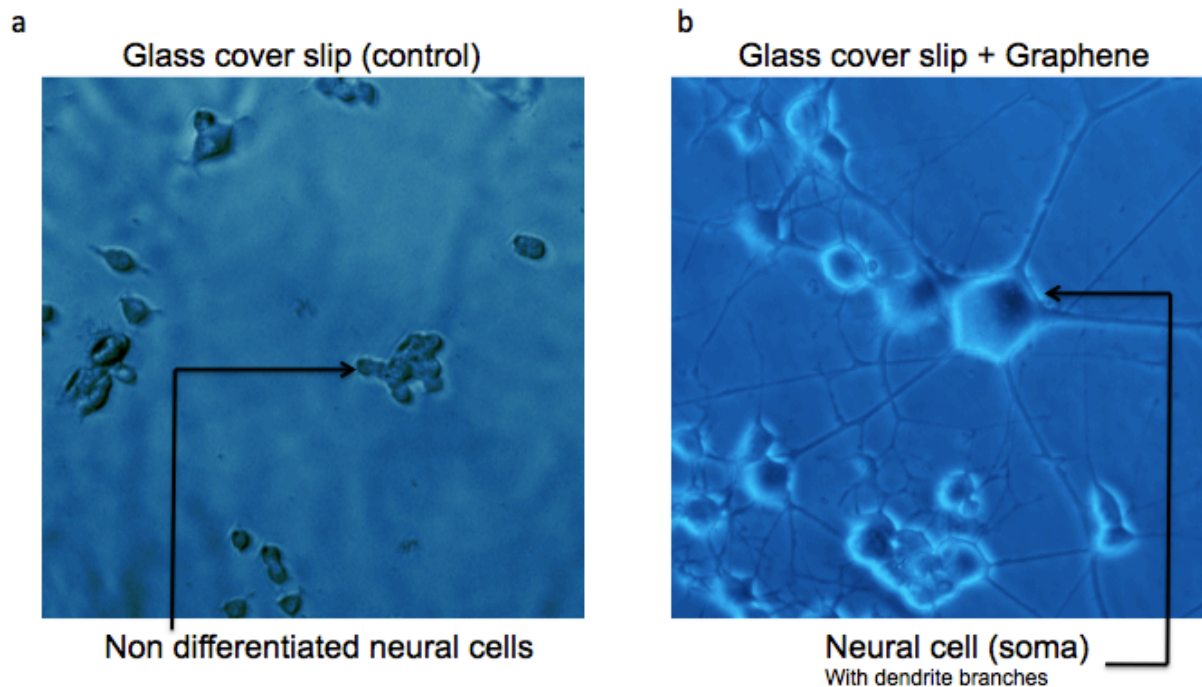 a
Glass cover slip (control)
Non differentiated neural cells
b
Glass cover slip + Graphene
Neural cell (soma)
With dendrite branches